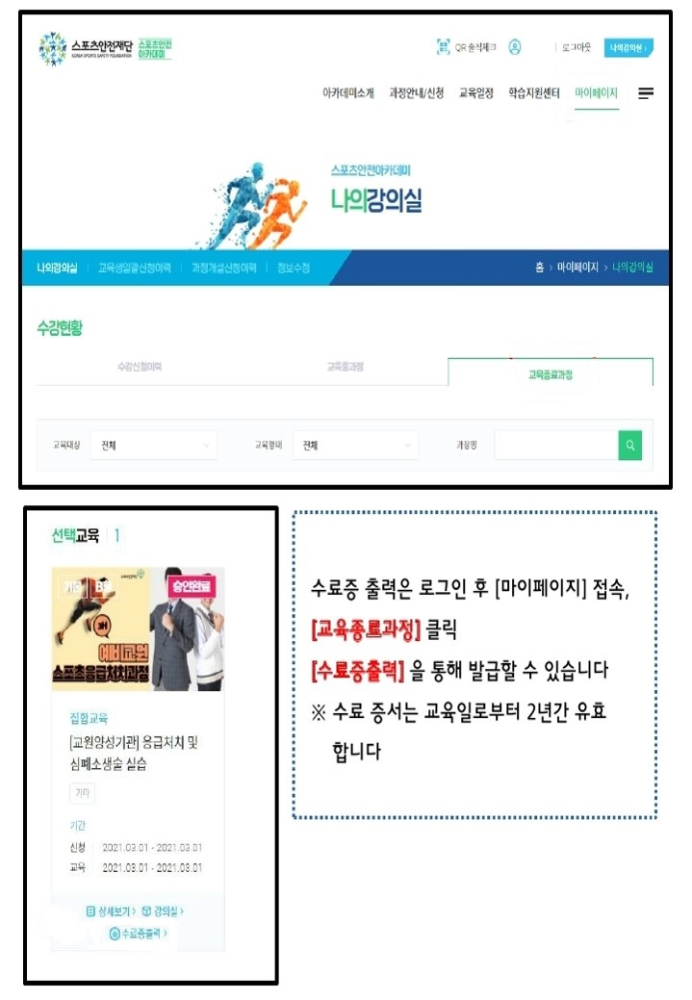 스포츠안전재단
KOREA SPORTS SAFETY FOUNDATION
스포츠안전
아카데미
QR 출석체크
로그아웃
나의강의실 ›
아카데미소개 과정안내/신청 교육일정 학습지원센터 마이페이지
스포츠안전아카데미
나의강의실
나의강의실 | 교육생일괄신청이력 | 과정개설신청이력 | 정보수정
홈 › 마이페이지 › 나의강의실
수강현황
수강신청이력 교육중과정 교육종료과정
교육대상 전체 교육형태 전체 과정명
선택교육 1
기본 B형 승인완료
예비교원
스포츠응급처치과정
집합교육
[교원양성기관] 응급처치 및
심폐소생술 실습
기타
기간
신청 2021.03.01 - 2021.03.01
교육 2021.03.01 - 2021.03.01
상세보기 › 강의실 ›
수료증출력 ›
수료증 출력은 로그인 후 [마이페이지] 접속,
[교육종료과정] 클릭
[수료증출력] 을 통해 발급할 수 있습니다
※ 수료 증서는 교육일로부터 2년간 유효
합니다